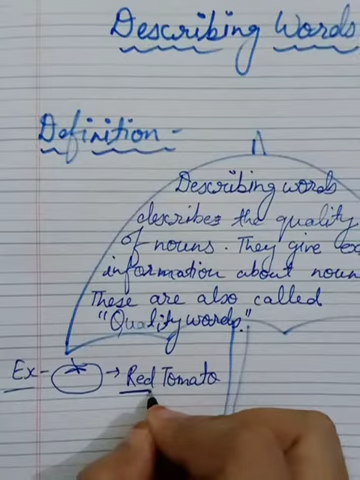 Describing Words
Definition -
Describing words
describes the quality
of nouns. They give
information about noun
These are also called
"Quality words."
Ex - → Red Tomato